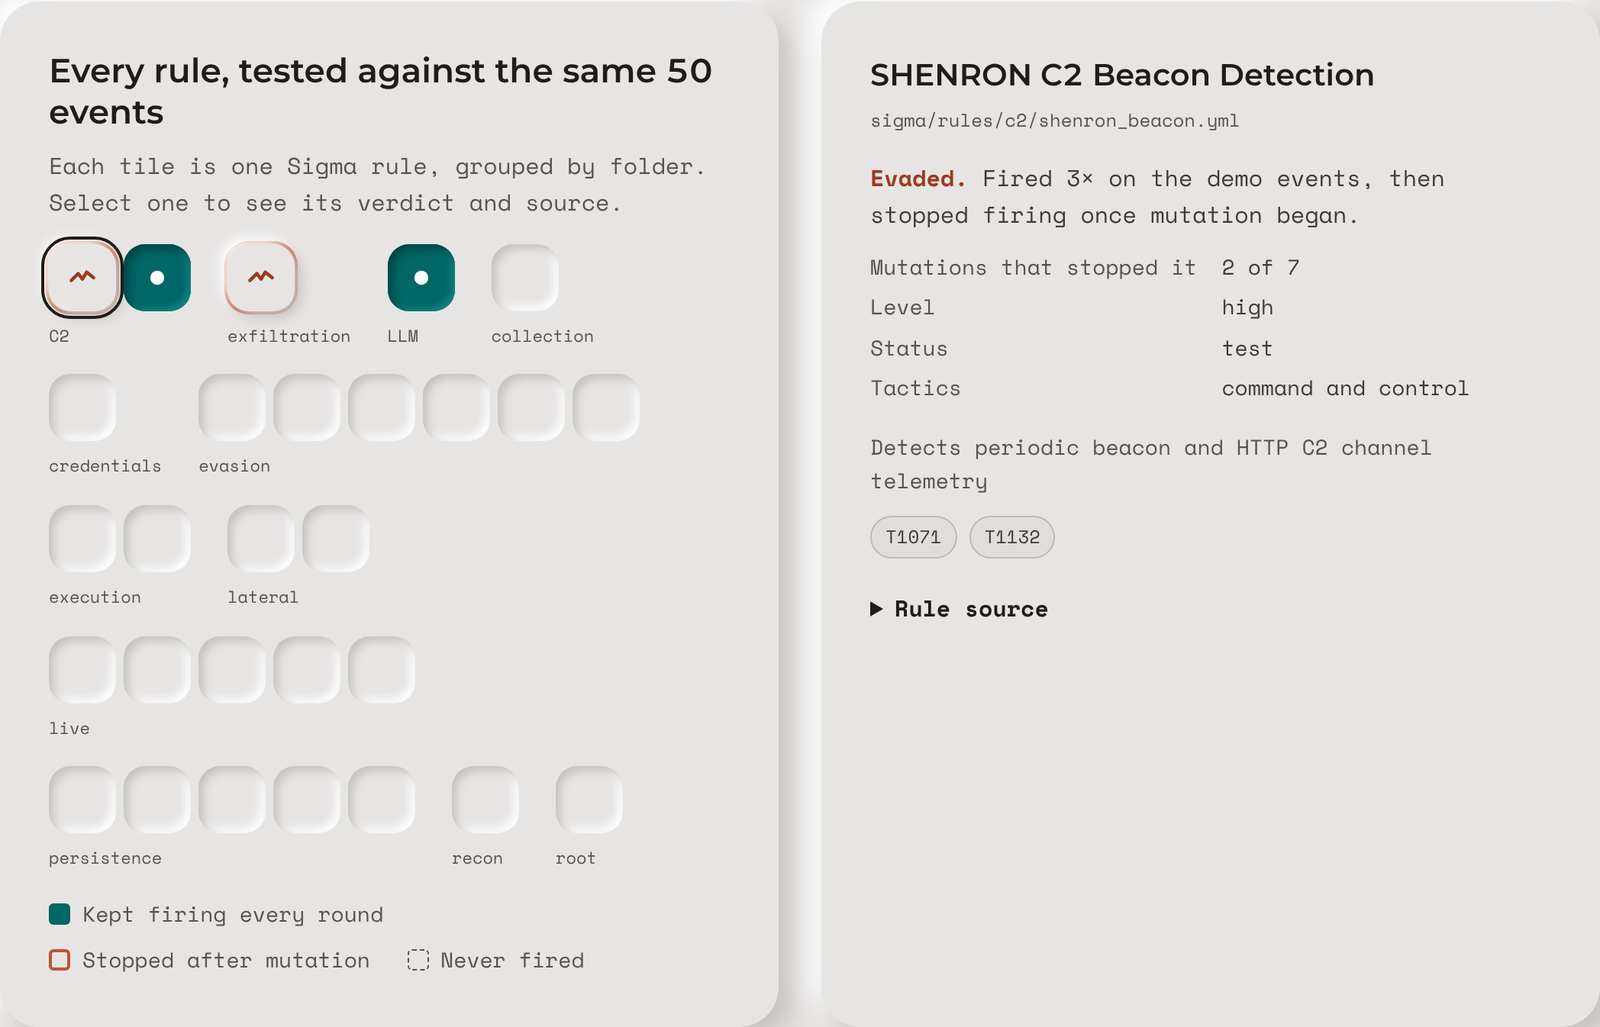 Every rule, tested against the same 50
events
Each tile is one Sigma rule, grouped by folder.
Select one to see its verdict and source.
C2
exfiltration
LLM
collection
credentials
evasion
execution
lateral
live
persistence
recon
root
Kept firing every round
Stopped after mutation
Never fired
SHENRON C2 Beacon Detection
sigma/rules/c2/shenron_beacon.yml
Evaded. Fired 3× on the demo events, then
stopped firing once mutation began.
Mutations that stopped it 2 of 7
Level high
Status test
Tactics command and control
Detects periodic beacon and HTTP C2 channel
telemetry
T1071 T1132
Rule source